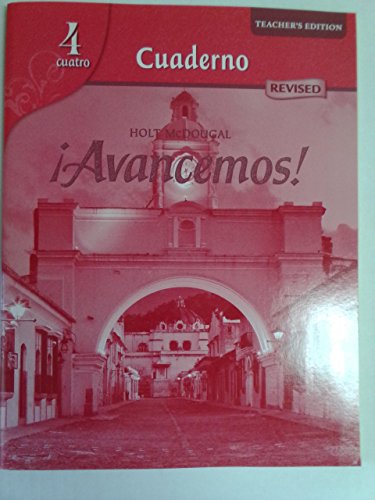 TEACHER'S EDITION
4
cuatro
Cuaderno
REVISED
HOLT McDOUGAL
¡Avancemos!